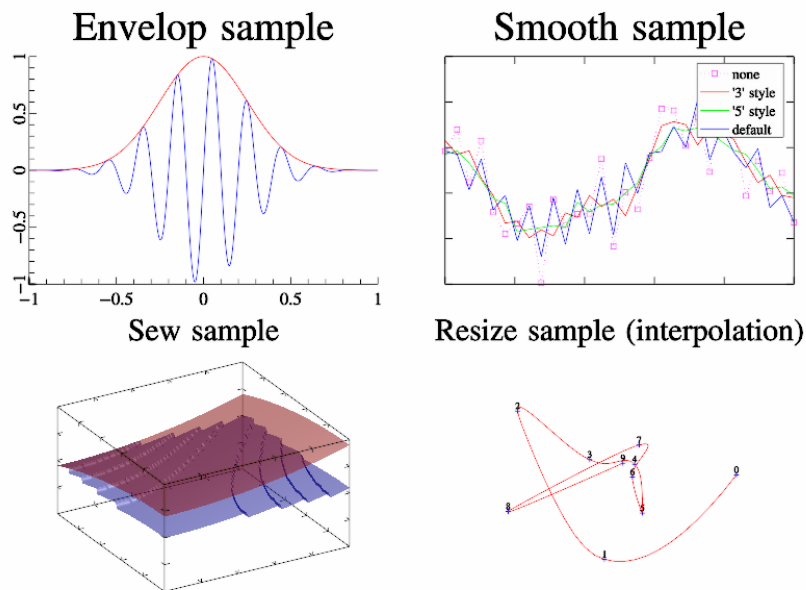 Envelop sample
1
0.5
0
−0.5
−1
−1
−0.5
0
0.5
1
Smooth sample
none
'3' style
'5' style
default
Sew sample
Resize sample (interpolation)
2
7
3
9
4
0
6
8
5
1